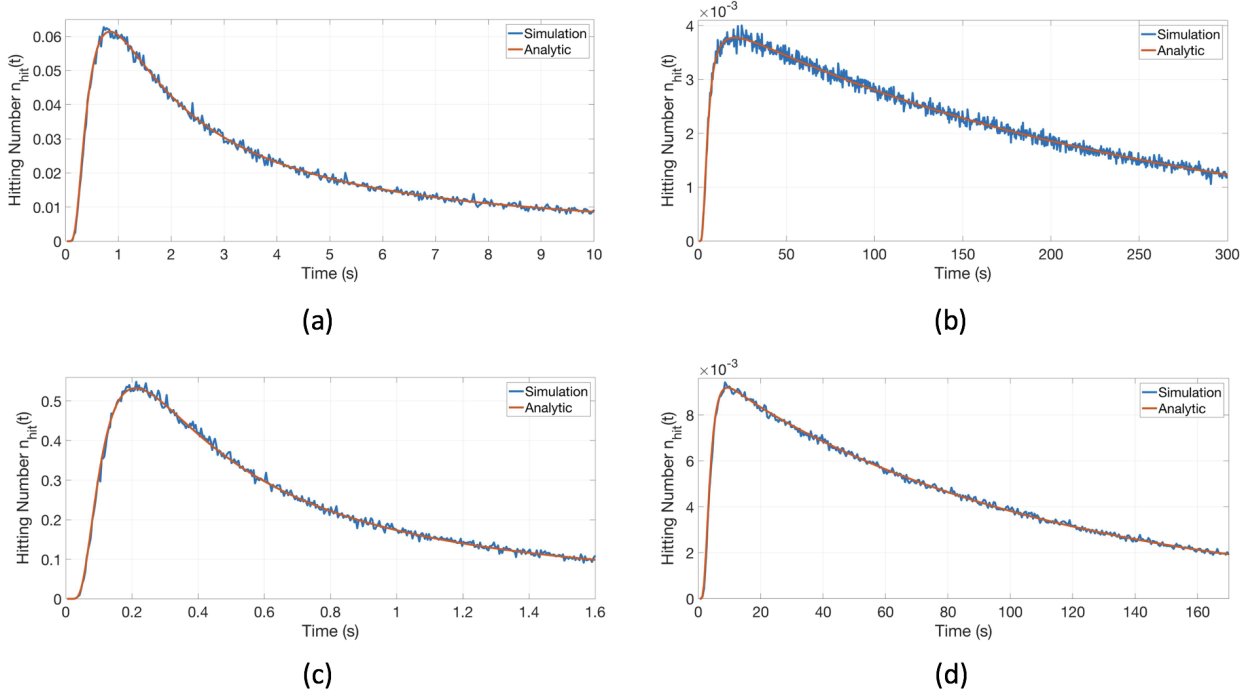 Hitting Number n_hit(t)
0.06
0.05
0.04
0.03
0.02
0.01
0
0 1 2 3 4 5 6 7 8 9 10
Time (s)
Simulation
Analytic
(a)
×10⁻³
Hitting Number n_hit(t)
4
3
2
1
0
0 50 100 150 200 250 300
Time (s)
Simulation
Analytic
(b)
Hitting Number n_hit(t)
0.5
0.4
0.3
0.2
0.1
0
0 0.2 0.4 0.6 0.8 1 1.2 1.4 1.6
Time (s)
Simulation
Analytic
(c)
×10⁻³
Hitting Number n_hit(t)
8
6
4
2
0
0 20 40 60 80 100 120 140 160
Time (s)
Simulation
Analytic
(d)